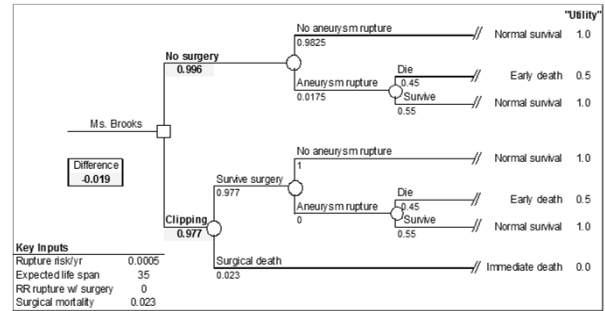 "Utility"
No aneurysm rupture
0.9825
Normal survival 1.0
No surgery
0.996
Die
0.45
Early death 0.5
Aneurysm rupture
0.0175
Survive
0.55
Normal survival 1.0
Ms. Brooks
Difference
-0.019
No aneurysm rupture
1
Normal survival 1.0
Survive surgery
0.977
Die
0.45
Early death 0.5
Aneurysm rupture
0
Survive
0.55
Normal survival 1.0
Clipping
0.977
Surgical death
0.023
Immediate death 0.0
Key Inputs
Rupture risk/yr 0.0005
Expected life span 35
RR rupture w/ surgery 0
Surgical mortality 0.023